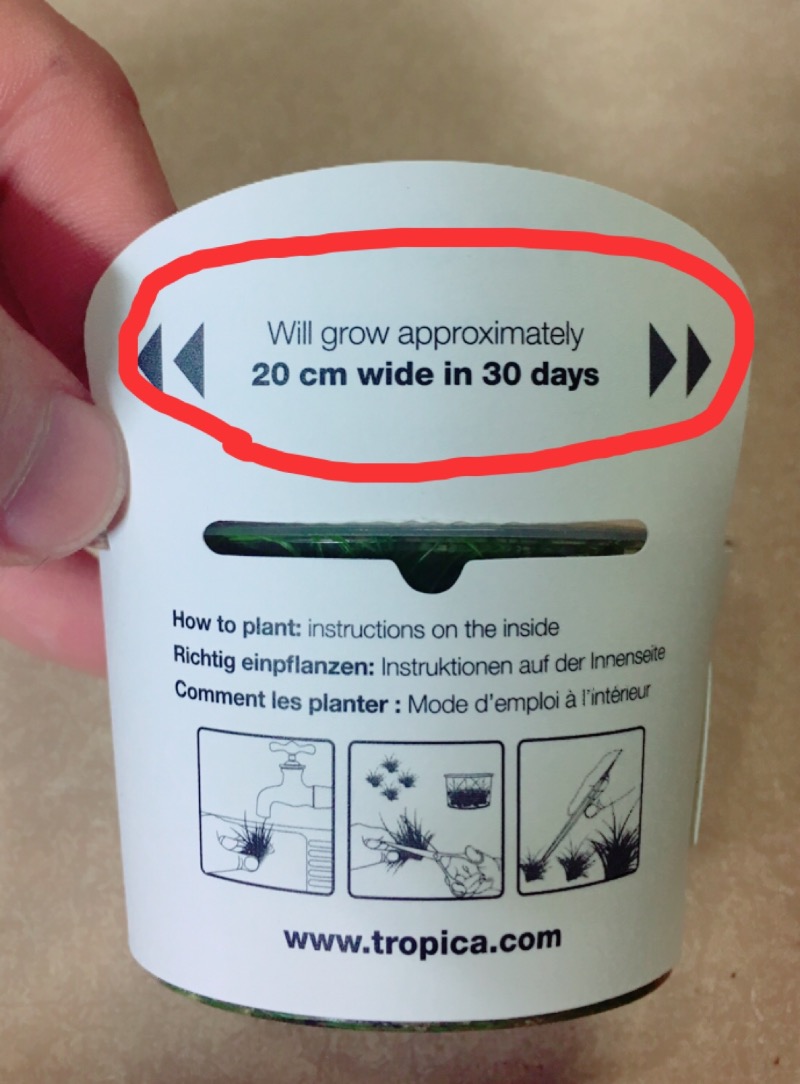 Will grow approximately
20 cm wide in 30 days
How to plant: instructions on the inside
Richtig einpflanzen: Instruktionen auf der Innenseite
Comment les planter : Mode d'emploi à l'intérieur
www.tropica.com